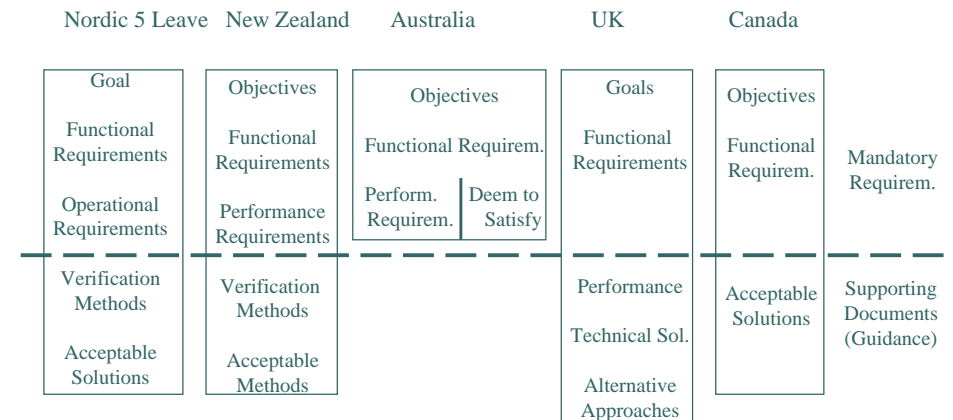 Nordic 5 Leave
New Zealand
Australia
UK
Canada
Goal
Functional
Requirements
Operational
Requirements
Verification
Methods
Acceptable
Solutions
Objectives
Functional
Requirements
Performance
Requirements
Verification
Methods
Acceptable
Methods
Objectives
Functional Requirem.
Perform.
Requirem.
Deem to
Satisfy
Goals
Functional
Requirements
Performance
Technical Sol.
Alternative
Approaches
Objectives
Functional
Requirem.
Acceptable
Solutions
Mandatory
Requirem.
Supporting
Documents
(Guidance)